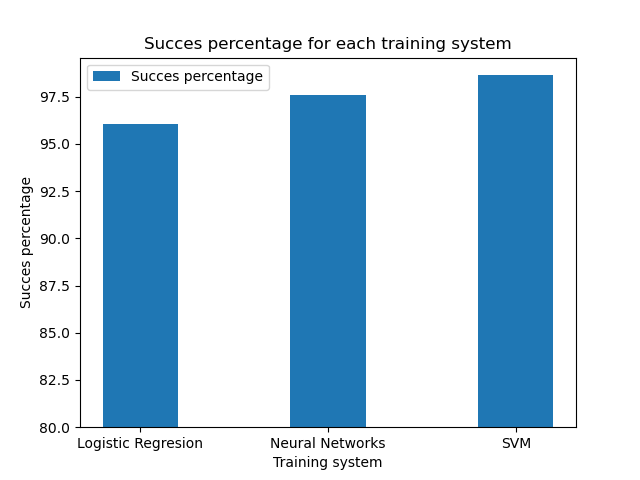 Succes percentage for each training system
Succes percentage
97.5
95.0
92.5
90.0
87.5
85.0
82.5
80.0
Succes percentage
Logistic Regresion Neural Networks SVM
Training system